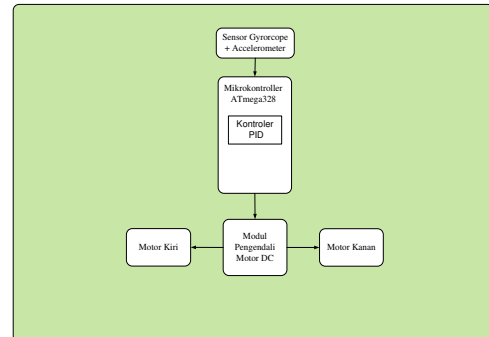 Sensor Gyrorcope
+ Accelerometer
Mikrokontroller
ATmega328
Kontroler
PID
Motor Kiri
Modul
Pengendali
Motor DC
Motor Kanan